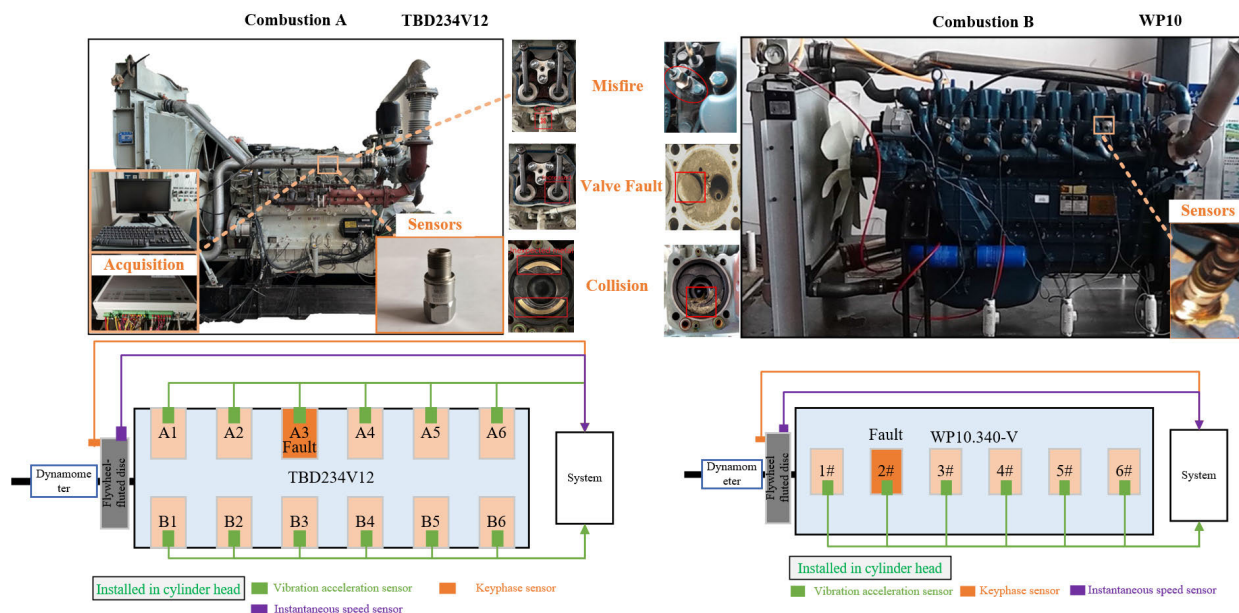 Combustion A
TBD234V12
Combustion B
WP10
Misfire
Valve Fault
Collision
Sensors
Acquisition
Sensors
A1
A2
A3
Fault
A4
A5
A6
TBD234V12
B1
B2
B3
B4
B5
B6
Dynamome
ter
Flywheel-
fluted disc
System
Installed in cylinder head
Vibration acceleration sensor
Keyphase sensor
Instantaneous speed sensor
Fault
WP10.340-V
1#
2#
3#
4#
5#
6#
Dynamom
eter
Flywheel
fluted disc
System
Installed in cylinder head
Vibration acceleration sensor
Keyphase sensor
Instantaneous speed sensor